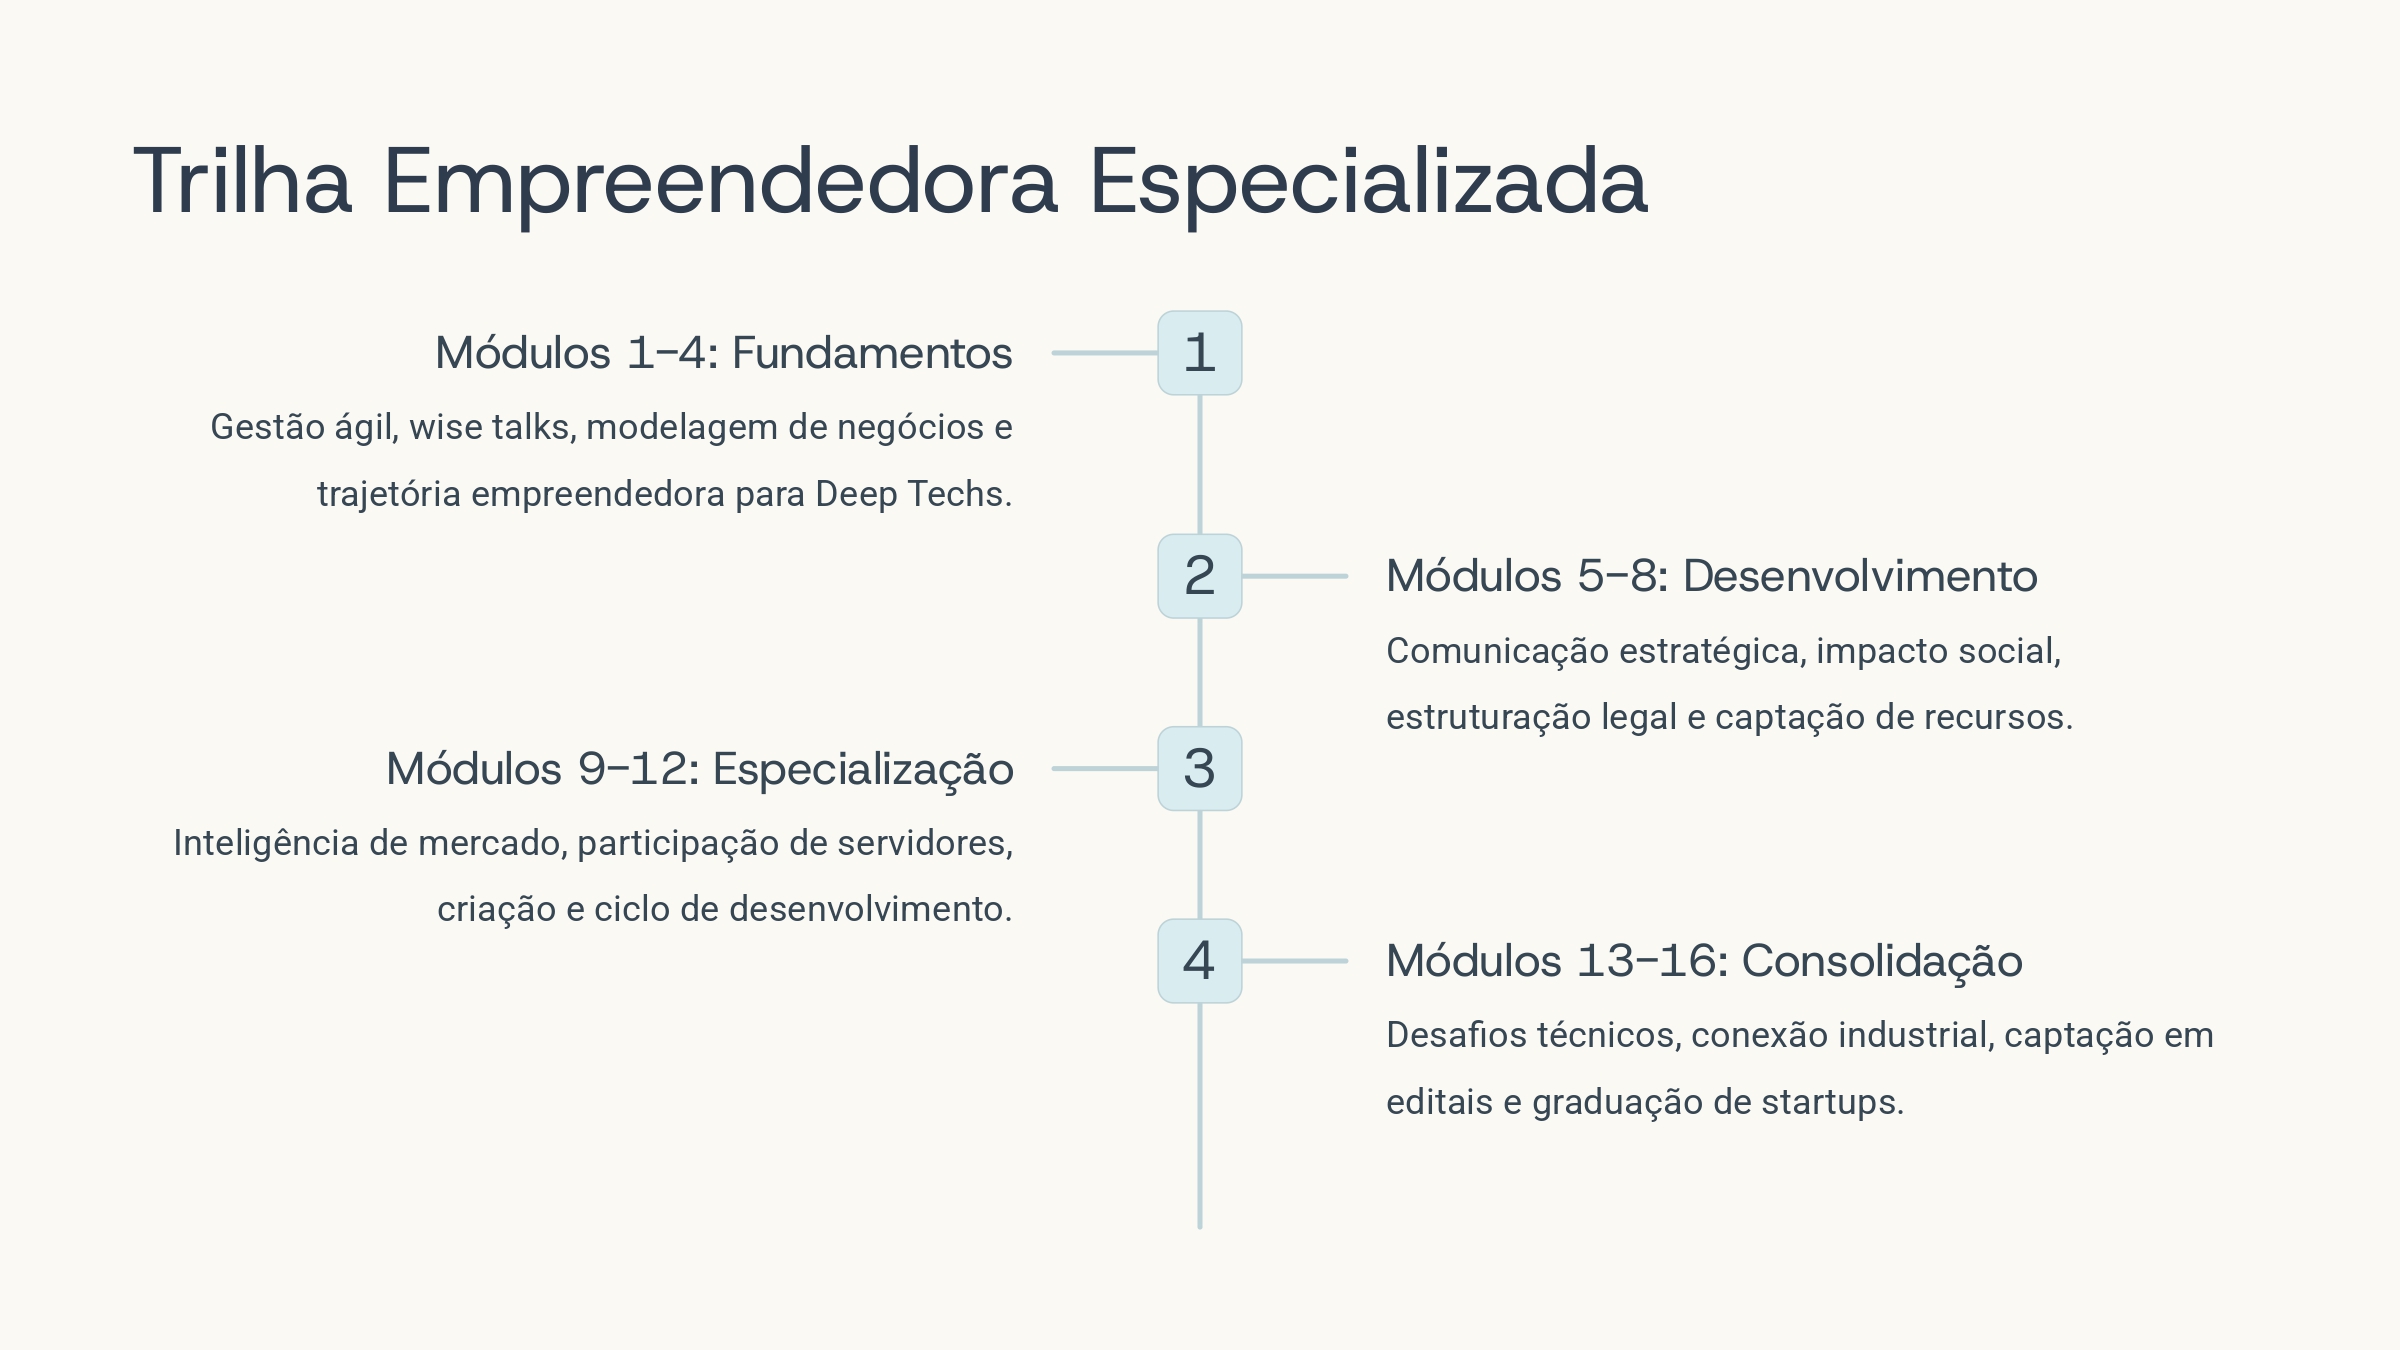 Trilha Empreendedora Especializada
1
Módulos 1–4: Fundamentos
Gestão ágil, wise talks, modelagem de negócios e
trajetória empreendedora para Deep Techs.
2
Módulos 5–8: Desenvolvimento
Comunicação estratégica, impacto social,
estruturação legal e captação de recursos.
3
Módulos 9–12: Especialização
Inteligência de mercado, participação de servidores,
criação e ciclo de desenvolvimento.
4
Módulos 13–16: Consolidação
Desafios técnicos, conexão industrial, captação em
editais e graduação de startups.